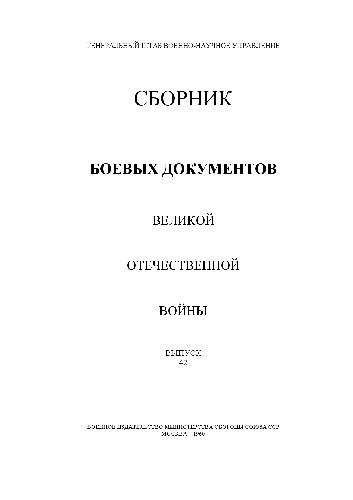 ГЕНЕРАЛЬНЫЙ ШТАБ ВОЕННО-НАУЧНОЕ УПРАВЛЕНИЕ
СБОРНИК
БОЕВЫХ ДОКУМЕНТОВ
ВЕЛИКОЙ
ОТЕЧЕСТВЕННОЙ
ВОЙНЫ
ВЫПУСК
ВОЕННОЕ ИЗДАТЕЛЬСТВО МИНИСТЕРСТВА ОБОРОНЫ СОЮЗА ССР
МОСКВА 1960